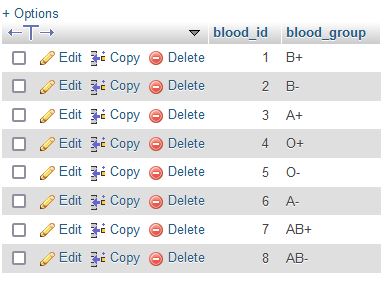 + Options
blood_id blood_group
Edit Copy Delete 1 B+
Edit Copy Delete 2 B-
Edit Copy Delete 3 A+
Edit Copy Delete 4 O+
Edit Copy Delete 5 O-
Edit Copy Delete 6 A-
Edit Copy Delete 7 AB+
Edit Copy Delete 8 AB-